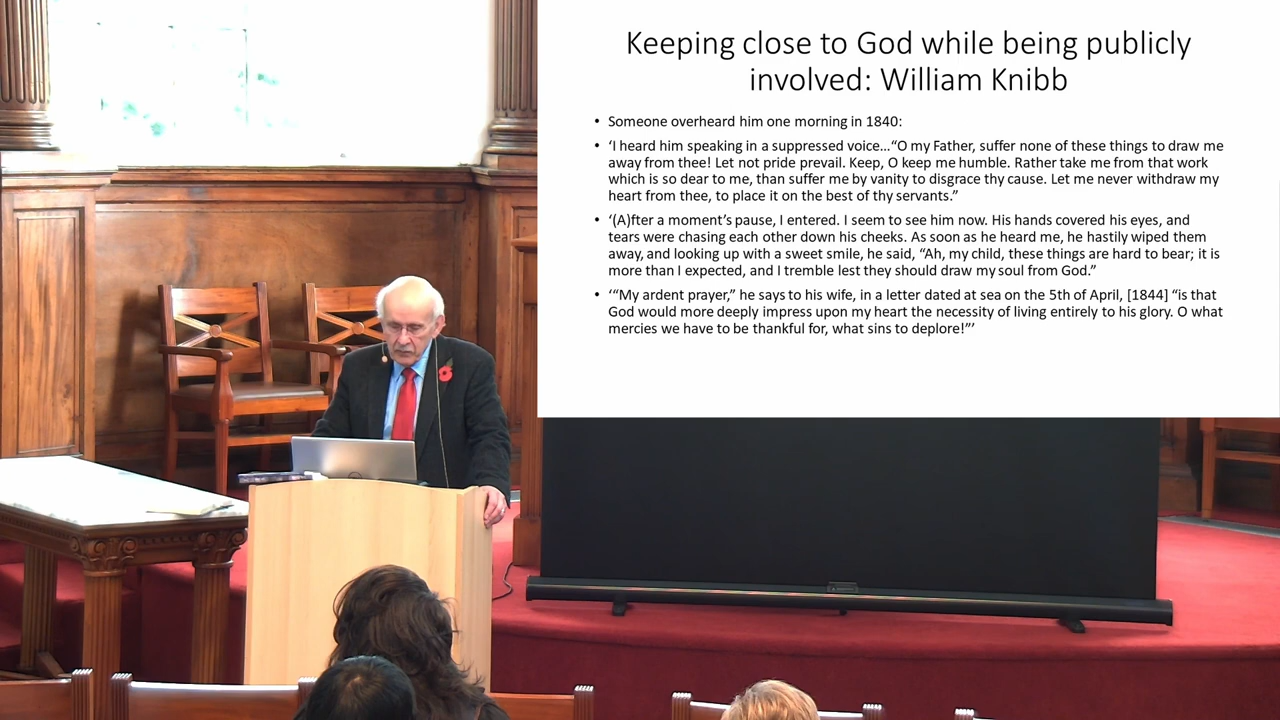 Keeping close to God while being publicly
involved: William Knibb
• Someone overheard him one morning in 1840:
• ‘I heard him speaking in a suppressed voice…“O my Father, suffer none of these things to draw me
away from thee! Let not pride prevail. Keep, O keep me humble. Rather take me from that work
which is so dear to me, than suffer me by vanity to disgrace thy cause. Let me never withdraw my
heart from thee, to place it on the best of thy servants.”
• ‘(A)fter a moment’s pause, I entered. I seem to see him now. His hands covered his eyes, and
tears were chasing each other down his cheeks. As soon as he heard me, he hastily wiped them
away, and looking up with a sweet smile, he said, “Ah, my child, these things are hard to bear; it is
more than I expected, and I tremble lest they should draw my soul from God.”
• ‘“My ardent prayer,” he says to his wife, in a letter dated at sea on the 5th of April, [1844] “is that
God would more deeply impress upon my heart the necessity of living entirely to his glory. O what
mercies we have to be thankful for, what sins to deplore!”’